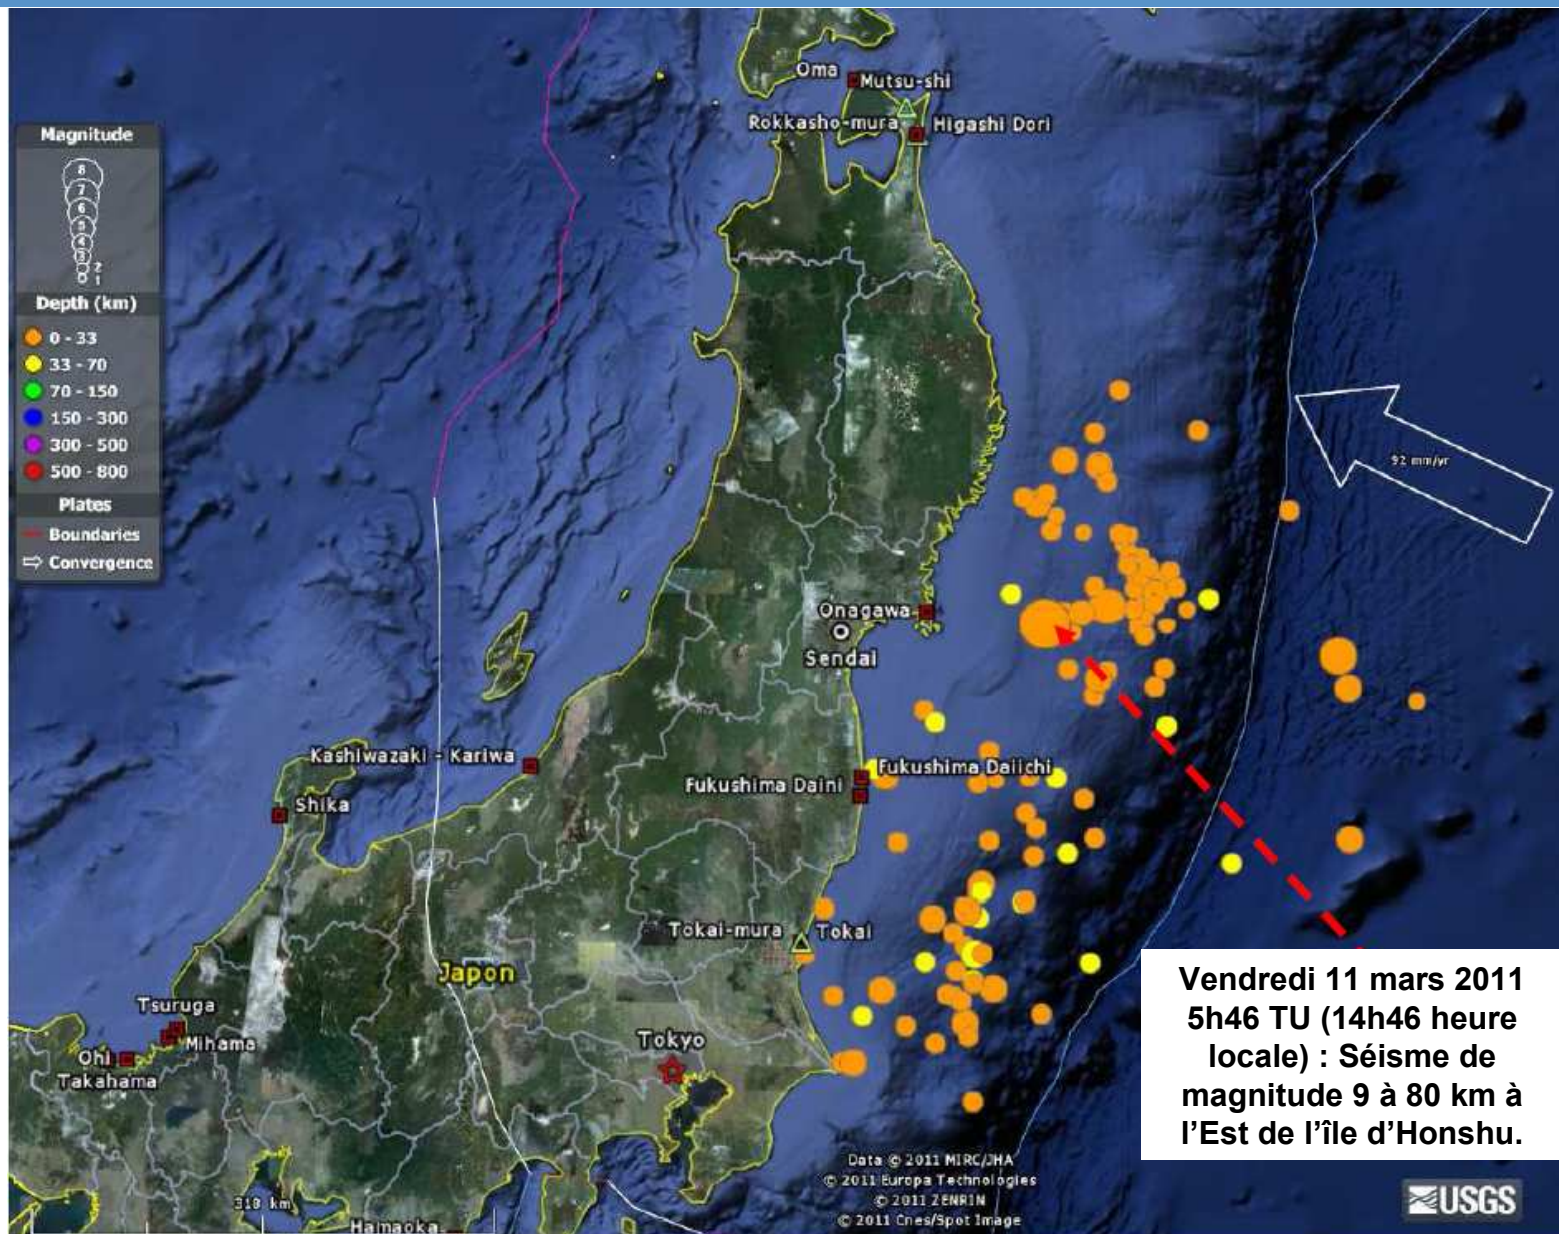 Oma
Mutsu-shi
Rokkasho-mura
Higashi Dori
Magnitude
8
7
6
5
4
3
2
1
Depth (km)
0 - 33
33 - 70
70 - 150
150 - 300
300 - 500
500 - 800
Plates
Boundaries
Convergence
92 mm/yr
Onagawa
Sendai
Kashiwazaki - Kariwa
Fukushima Daiichi
Fukushima Daini
Shika
Tokai-mura
Tokai
Japon
Tsuruga
Mihama
Ohi
Takahama
Tokyo
Vendredi 11 mars 2011
5h46 TU (14h46 heure
locale) : Séisme de
magnitude 9 à 80 km à
l’Est de l’île d’Honshu.
Data © 2011 MIRC/JHA
© 2011 Europa Technologies
© 2011 ZENRIN
© 2011 Cnes/Spot Image
318 km
Hamaoka
USGS